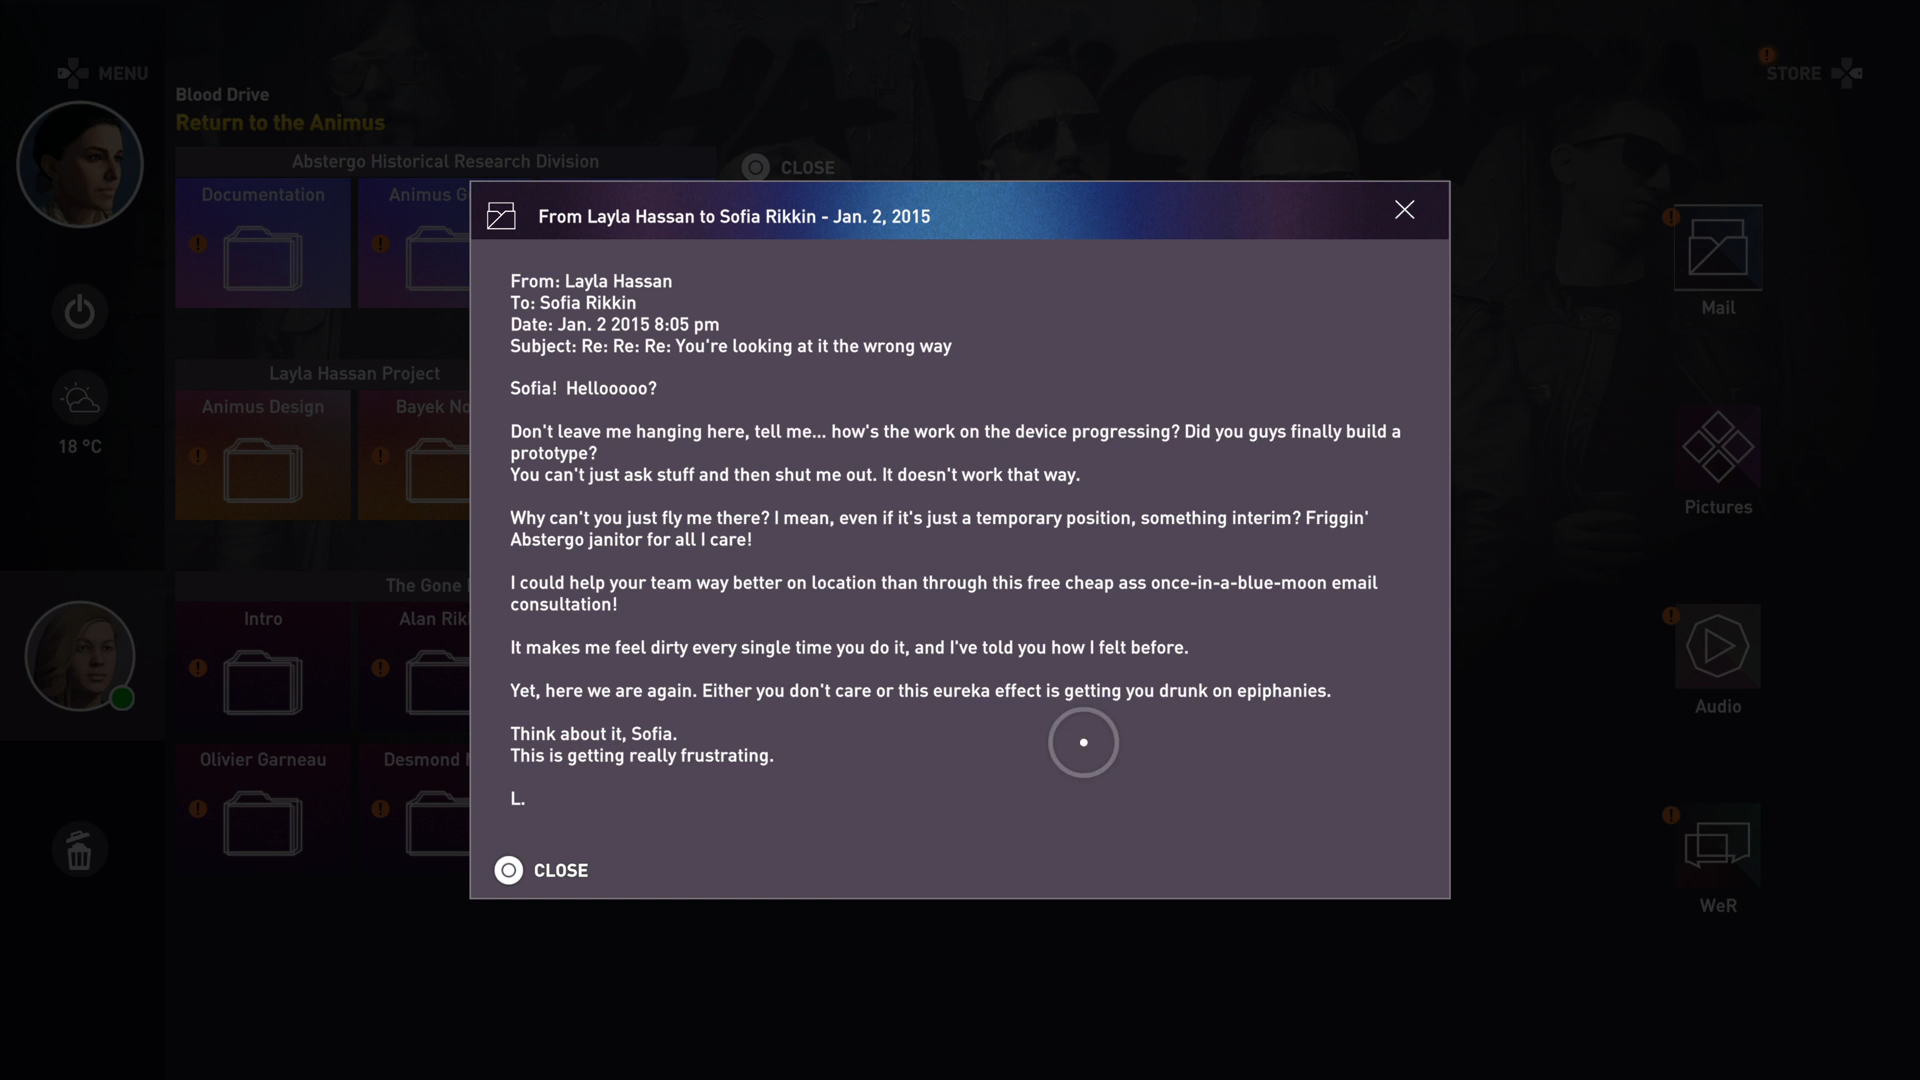 MENU
STORE
Blood Drive
Return to the Animus
Abstergo Historical Research Division
CLOSE
Documentation
Animus
From Layla Hassan to Sofia Rikkin - Jan. 2, 2015
From: Layla Hassan
To: Sofia Rikkin
Date: Jan. 2 2015 8:05 pm
Subject: Re: Re: Re: You're looking at it the wrong way
Sofia!  Hellooooo?
Don't leave me hanging here, tell me... how's the work on the device progressing? Did you guys finally build a
prototype?
You can't just ask stuff and then shut me out. It doesn't work that way.
Why can't you just fly me there? I mean, even if it's just a temporary position, something interim? Friggin'
Abstergo janitor for all I care!
I could help your team way better on location than through this free cheap ass once-in-a-blue-moon email
consultation!
It makes me feel dirty every single time you do it, and I've told you how I felt before.
Yet, here we are again. Either you don't care or this eureka effect is getting you drunk on epiphanies.
Think about it, Sofia.
This is getting really frustrating.
L.
CLOSE
Layla Hassan Project
Animus Design
Bayek
18 °C
The Gone
Intro
Alan
Olivier Garneau
Desmond
Mail
Pictures
Audio
WeR